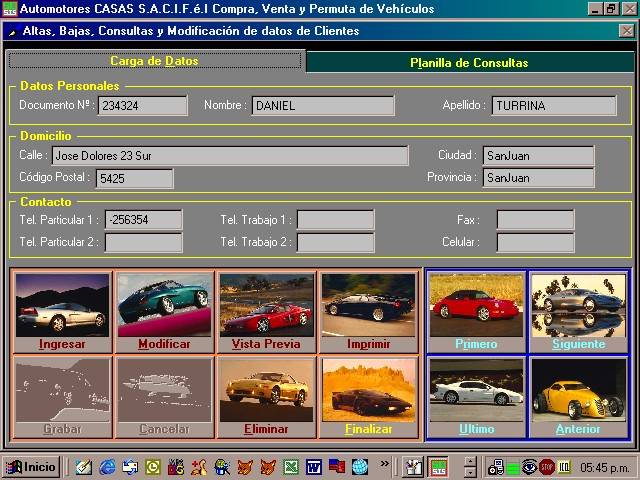 Automotores CASAS S.A.C.I.F.é.I Compra, Venta y Permuta de Vehículos
Altas, Bajas, Consultas y Modificación de datos de Clientes
Carga de Datos Planilla de Consultas
Datos Personales
Documento Nº : 234324 Nombre : DANIEL Apellido : TURRINA
Domicilio
Calle : Jose Dolores 23 Sur Ciudad : SanJuan
Código Postal : 5425 Provincia : SanJuan
Contacto
Tel. Particular 1 : -256354 Tel. Trabajo 1 : Fax :
Tel. Particular 2 : Tel. Trabajo 2 : Celular :
Ingresar Modificar Vista Previa Imprimir Primero Siguiente
Grabar Cancelar Eliminar Finalizar Ultimo Anterior
Inicio » STOP 05:45 p.m.